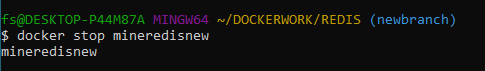 fs@DESKTOP-P44M87A MINGW64 ~/DOCKERWORK/REDIS (newbranch)
$ docker stop mineredisnew
mineredisnew